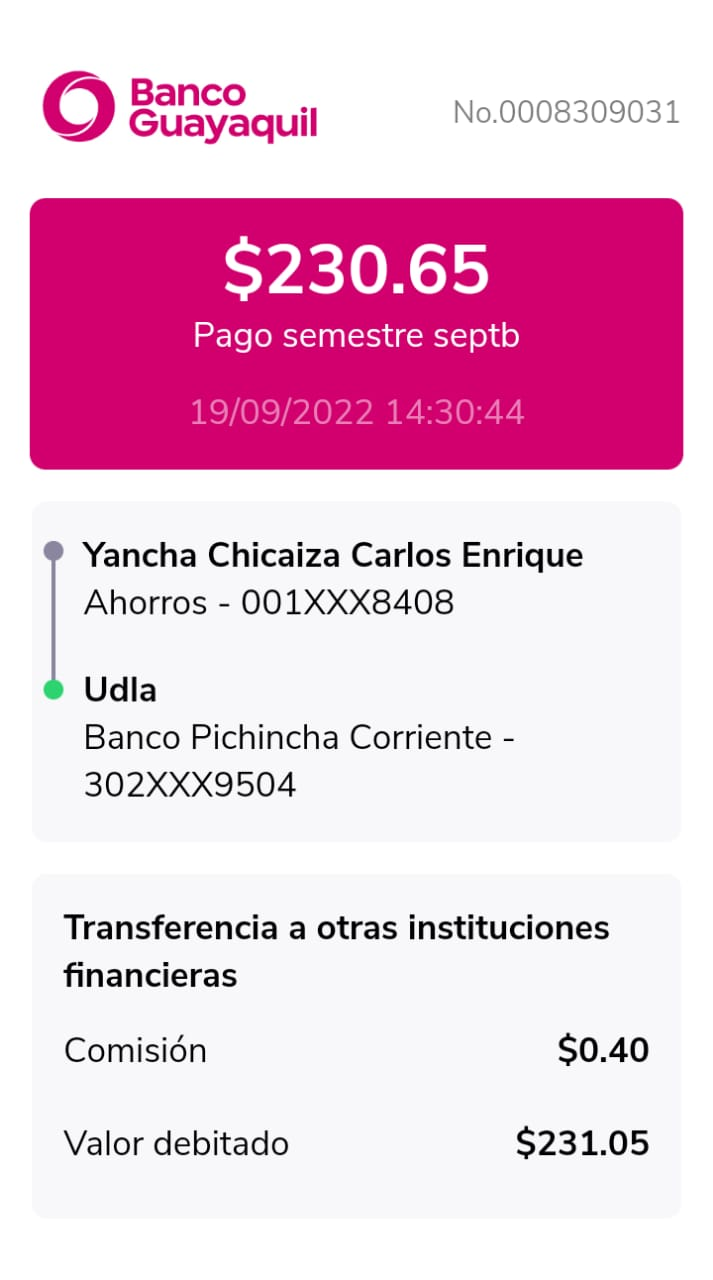 Banco
Guayaquil
No.0008309031
$230.65
Pago semestre septb
19/09/2022 14:30:44
Yancha Chicaiza Carlos Enrique
Ahorros - 001XXX8408
Udla
Banco Pichincha Corriente -
302XXX9504
Transferencia a otras instituciones
financieras
Comisión $0.40
Valor debitado $231.05